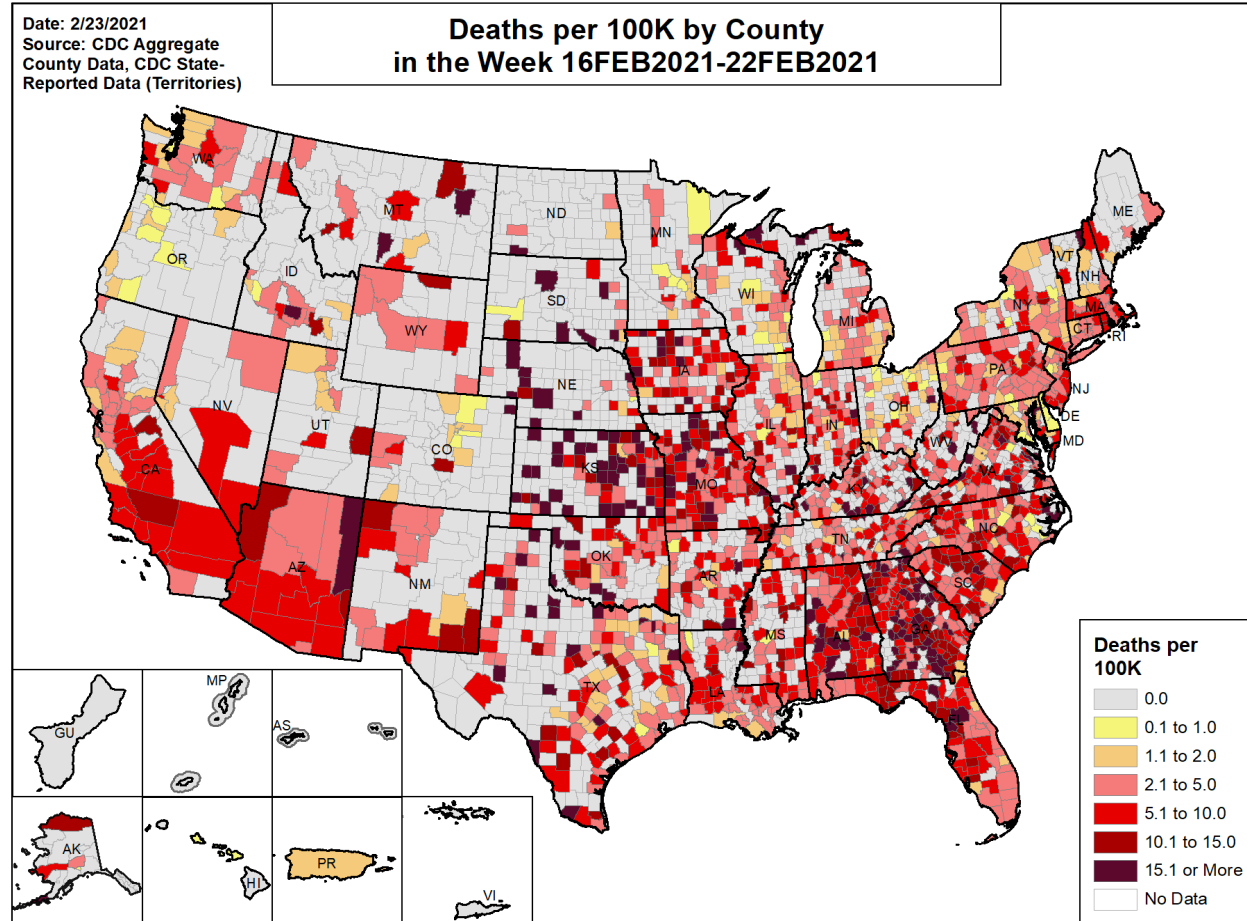 Date: 2/23/2021
Source: CDC Aggregate
County Data, CDC State-
Reported Data (Territories)
Deaths per 100K by County
in the Week 16FEB2021-22FEB2021
WA
MT
ND
MN
ME
OR
ID
SD
WI
MI
VT
NH
NY
MA
CT
RI
WY
IA
NE
PA
NJ
NV
UT
CO
IL
IN
OH
DE
MD
WV
VA
CA
KS
MO
KY
NC
TN
AZ
NM
OK
AR
SC
MS
AL
GA
TX
LA
FL
GU
MP
AS
AK
HI
PR
VI
Deaths per
100K
0.0
0.1 to 1.0
1.1 to 2.0
2.1 to 5.0
5.1 to 10.0
10.1 to 15.0
15.1 or More
No Data